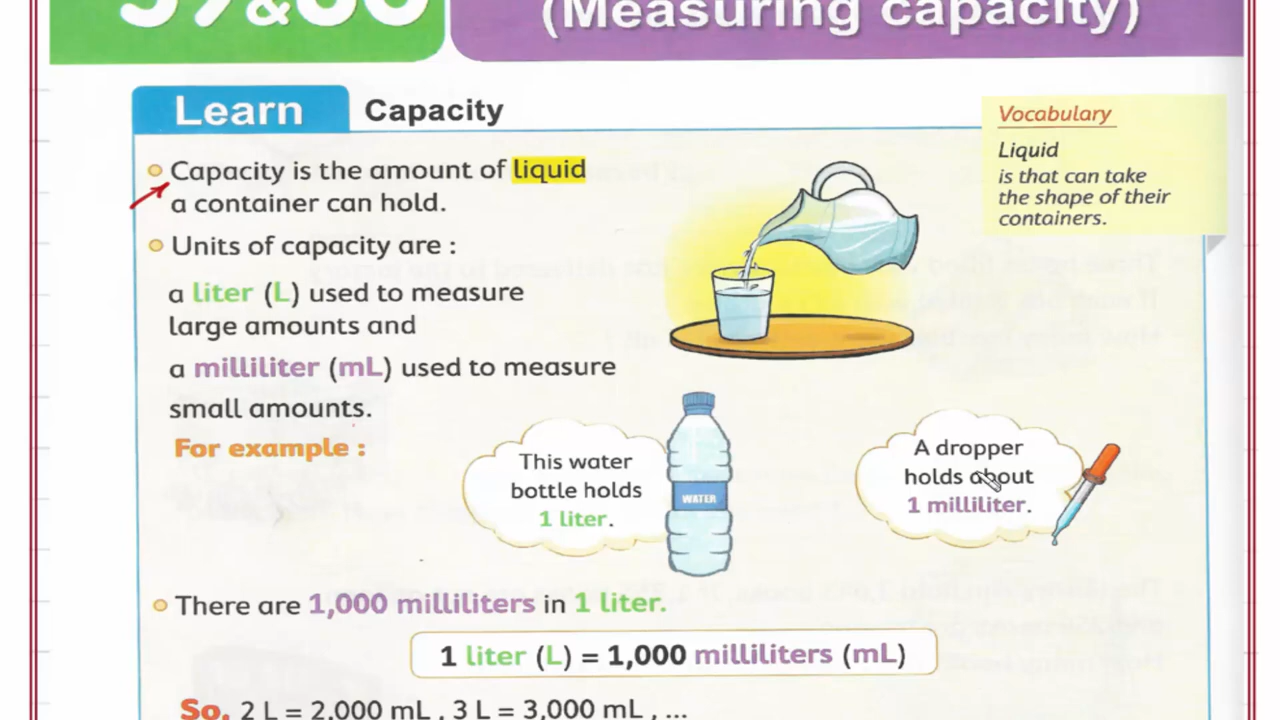 (Measuring capacity)
Learn Capacity
Vocabulary
Liquid
is that can take
the shape of their
containers.
Capacity is the amount of liquid
a container can hold.
Units of capacity are :
a liter (L) used to measure
large amounts and
a milliliter (mL) used to measure
small amounts.
For example :
This water
bottle holds
1 liter.
WATER
A dropper
holds about
1 milliliter.
There are 1,000 milliliters in 1 liter.
1 liter (L) = 1,000 milliliters (mL)
So, 2 L = 2,000 mL , 3 L = 3,000 mL , ...